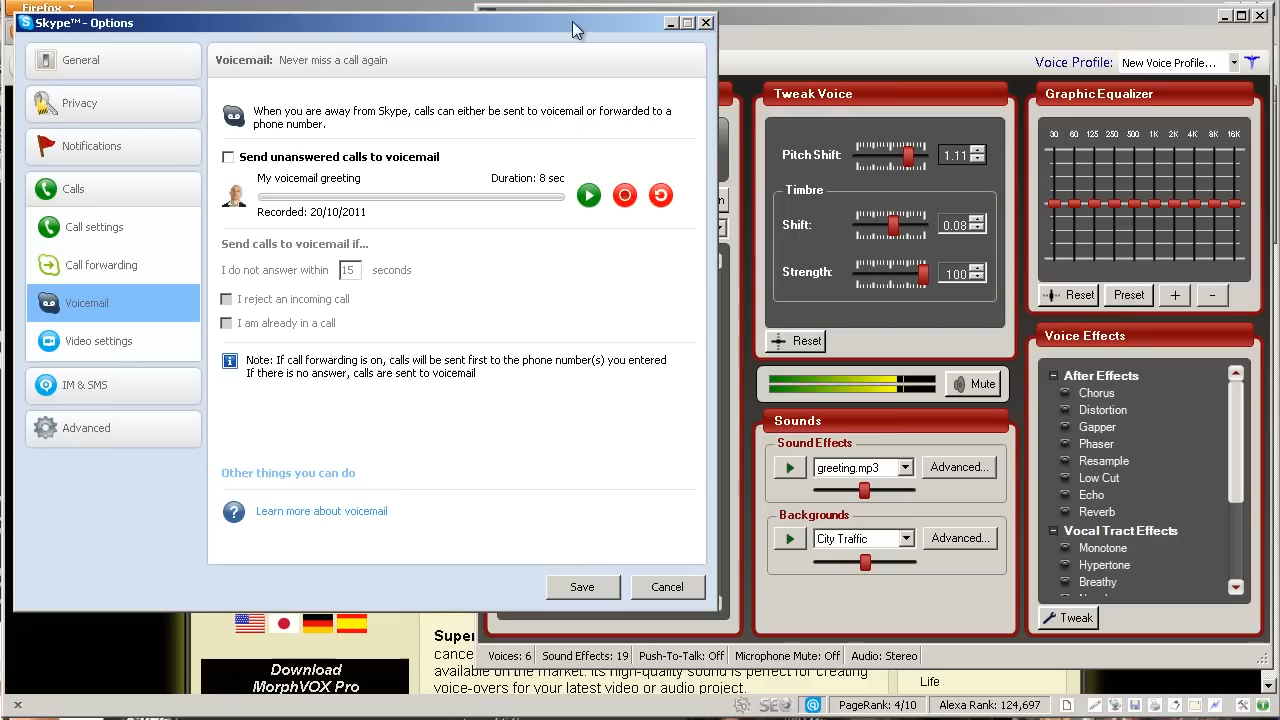 Firefox
Skype™ - Options
General
Privacy
Notifications
Calls
Call settings
Call forwarding
Voicemail
Video settings
IM & SMS
Advanced
Voicemail: Never miss a call again
When you are away from Skype, calls can either be sent to voicemail or forwarded to a
phone number.
Send unanswered calls to voicemail
My voicemail greeting Duration: 8 sec
Recorded: 20/10/2011
Send calls to voicemail if...
I do not answer within 15 seconds
I reject an incoming call
I am already in a call
Note: If call forwarding is on, calls will be sent first to the phone number(s) you entered
If there is no answer, calls are sent to voicemail
Other things you can do
Learn more about voicemail
Save Cancel
Voice Profile: New Voice Profile...
Tweak Voice
Pitch Shift: 1.11
Timbre
Shift: 0.08
Strength: 100
Reset
Mute
Sounds
Sound Effects
greeting.mp3 Advanced...
Backgrounds
City Traffic Advanced...
Graphic Equalizer
30 60 125 250 500 1K 2K 4K 8K 16K
Reset Preset + -
Voice Effects
After Effects
Chorus
Distortion
Gapper
Phaser
Resample
Low Cut
Echo
Reverb
Vocal Tract Effects
Monotone
Hypertone
Breathy
Tweak
Voices: 6 Sound Effects: 19 Push-To-Talk: Off Microphone Mute: Off Audio: Stereo
Download
MorphVOX Pro
Super
cance
available on the market. Its high-quality sound is perfect for creating
voice-overs for your latest video or audio project.
Life
PageRank: 4/10 Alexa Rank: 124,697